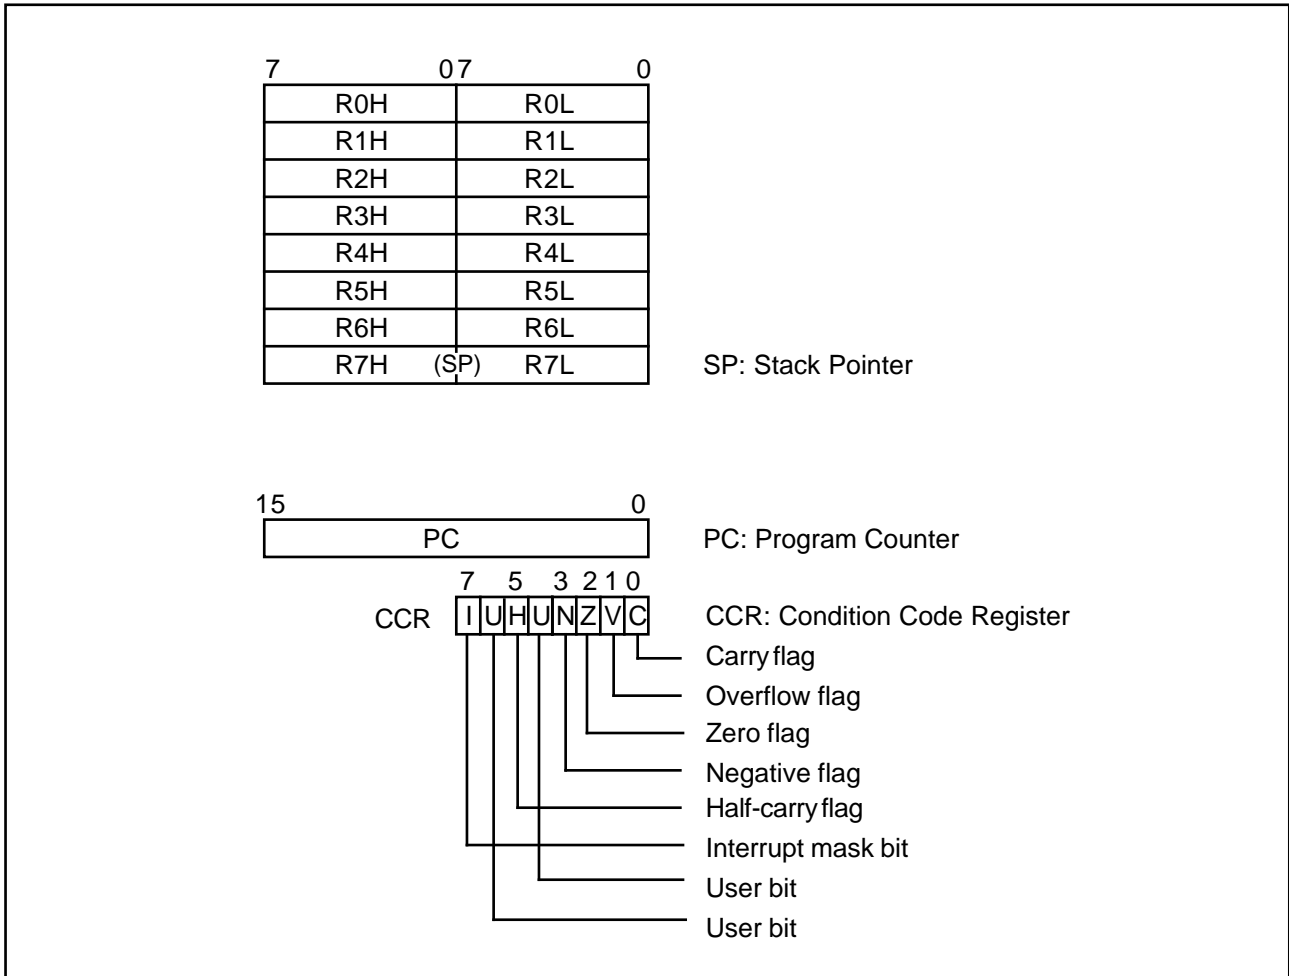 7 0 7 0
R0H R0L
R1H R1L
R2H R2L
R3H R3L
R4H R4L
R5H R5L
R6H R6L
R7H (SP) R7L SP: Stack Pointer
15 0
PC PC: Program Counter
7 5 3 2 1 0
CCR I U H U N Z V C CCR: Condition Code Register
Carry flag
Overflow flag
Zero flag
Negative flag
Half-carry flag
Interrupt mask bit
User bit
User bit